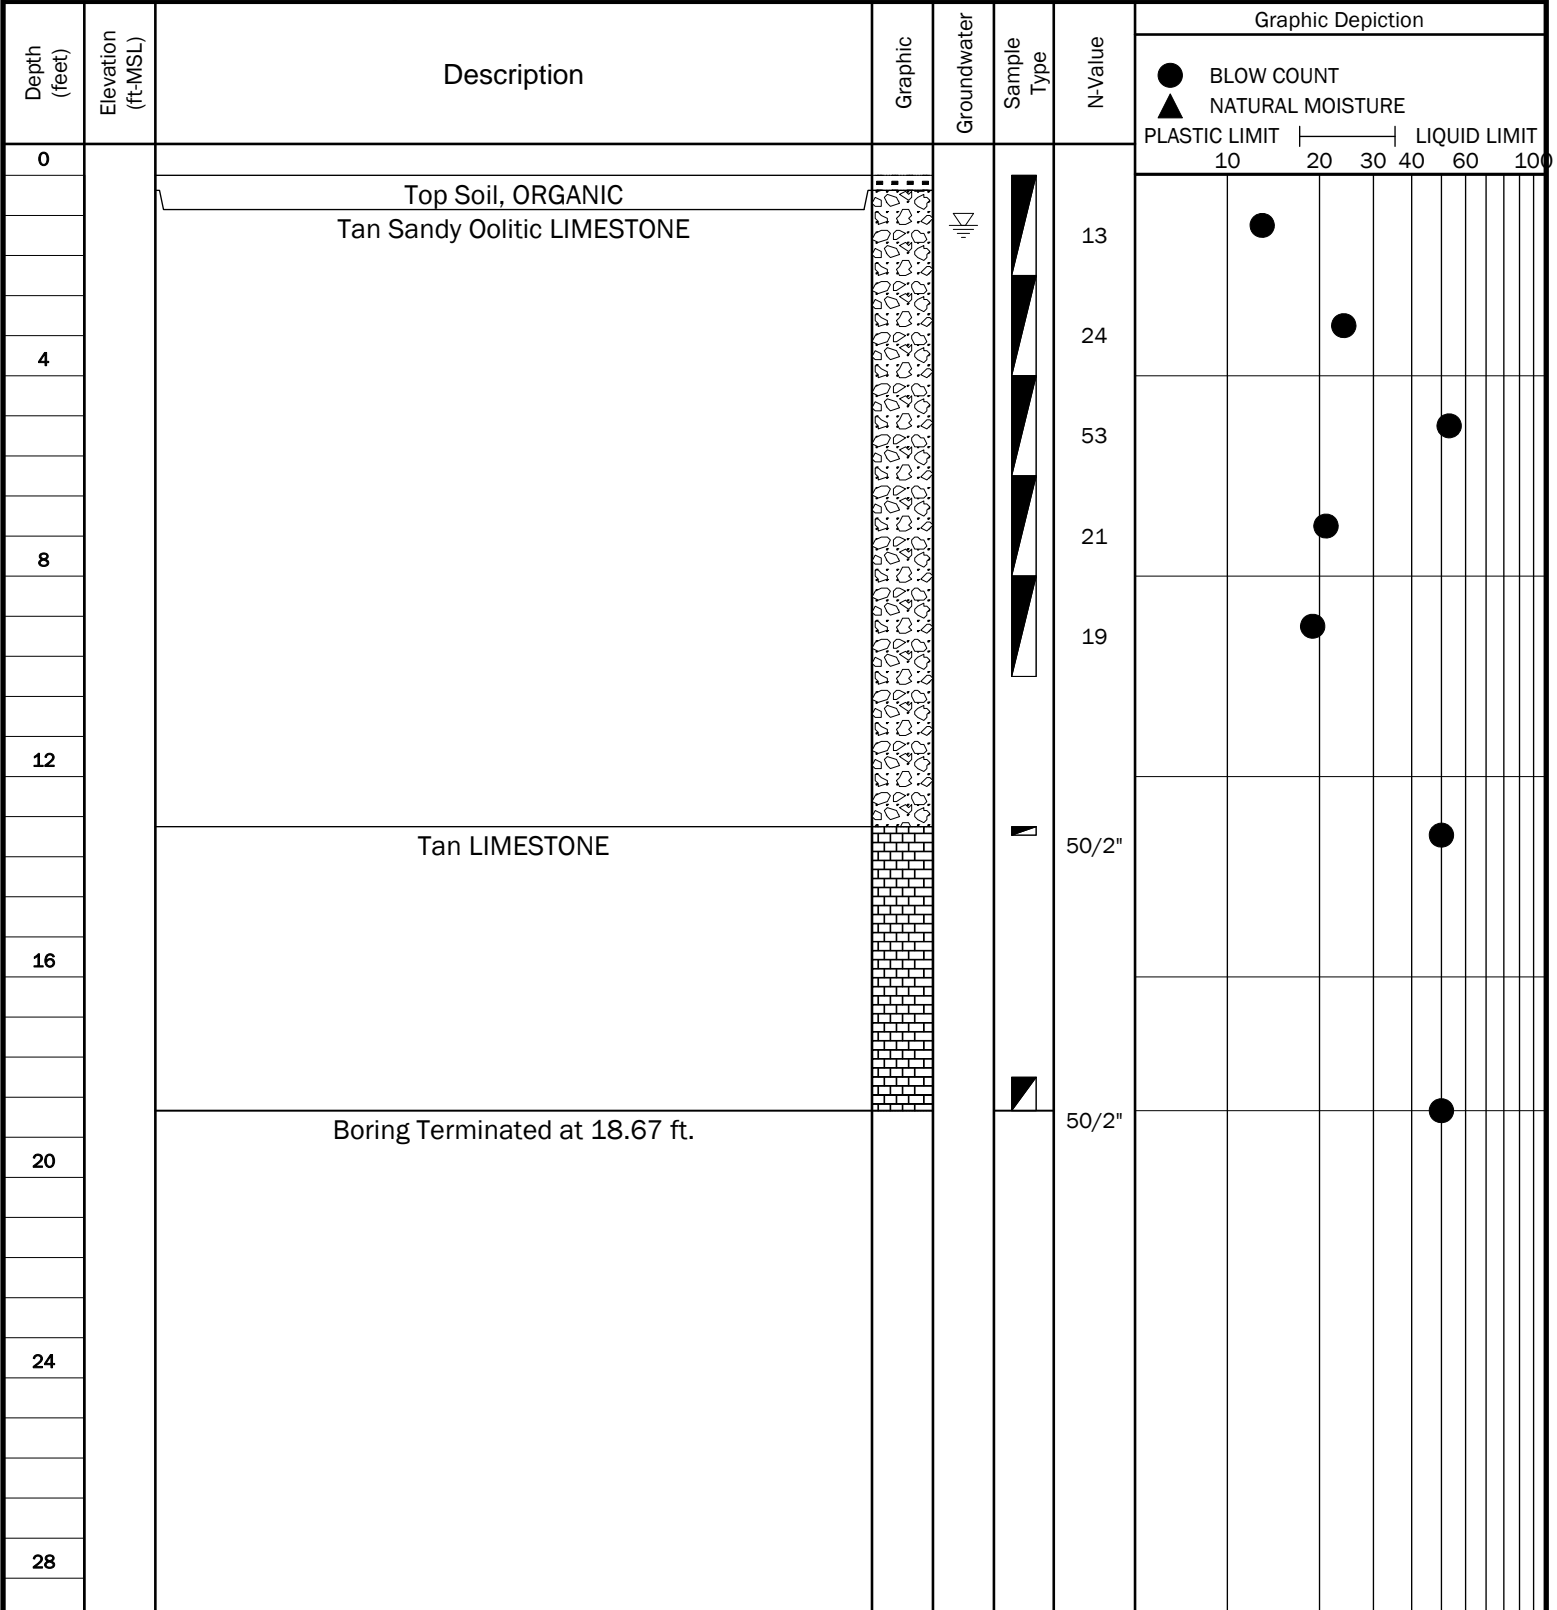 Depth
(feet)
Elevation
(ft-MSL)
Description
Graphic
Groundwater
Sample
Type
N-Value
Graphic Depiction
BLOW COUNT
NATURAL MOISTURE
PLASTIC LIMIT LIQUID LIMIT
10 20 30 40 60 100
0
Top Soil, ORGANIC
Tan Sandy Oolitic LIMESTONE
13
24
4
53
21
8
19
12
Tan LIMESTONE
50/2"
16
50/2"
Boring Terminated at 18.67 ft.
20
24
28